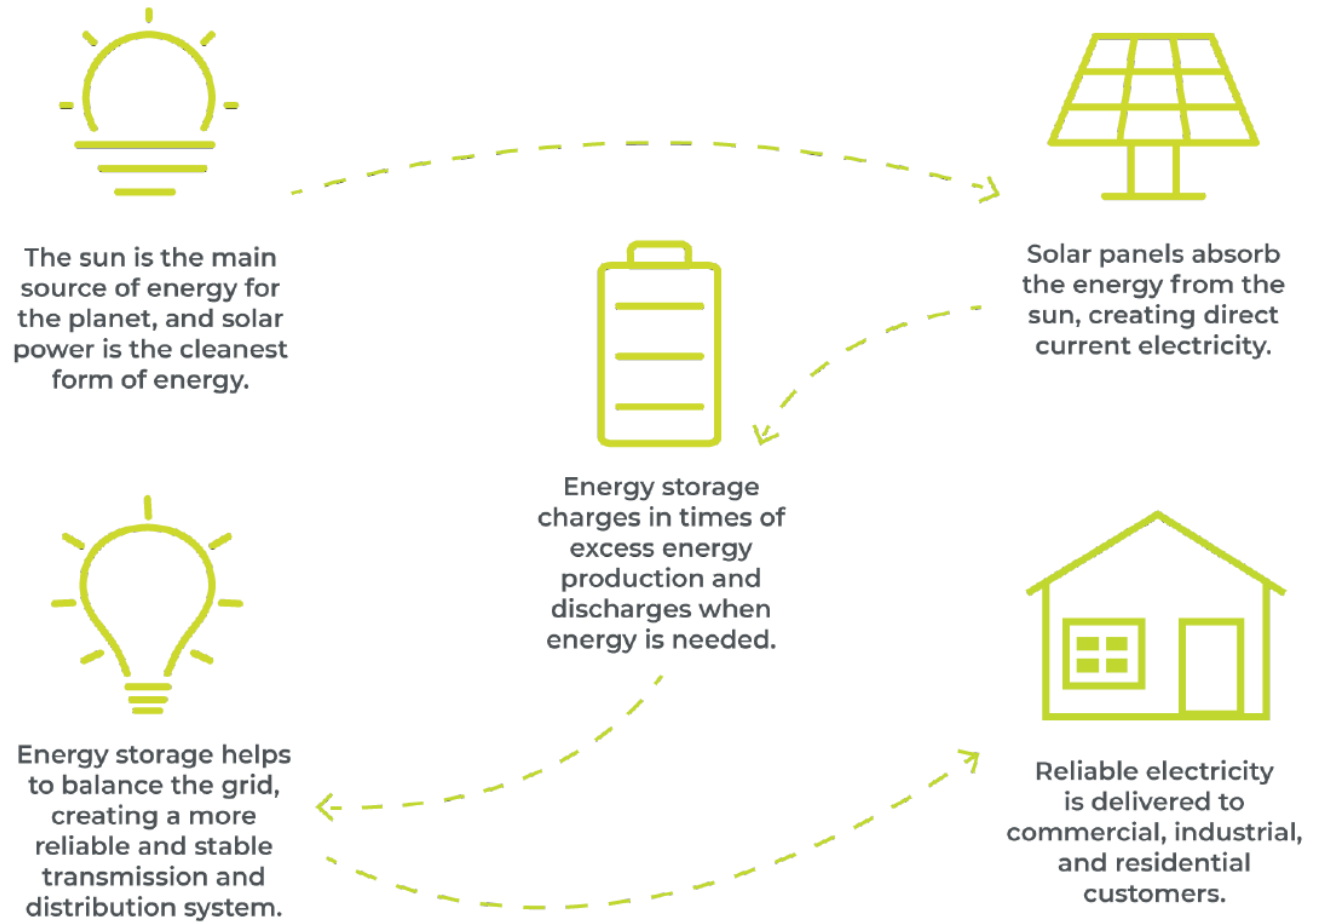 The sun is the main
source of energy for
the planet, and solar
power is the cleanest
form of energy.
Solar panels absorb
the energy from the
sun, creating direct
current electricity.
Energy storage
charges in times of
excess energy
production and
discharges when
energy is needed.
Energy storage helps
to balance the grid,
creating a more
reliable and stable
transmission and
distribution system.
Reliable electricity
is delivered to
commercial, industrial,
and residential
customers.